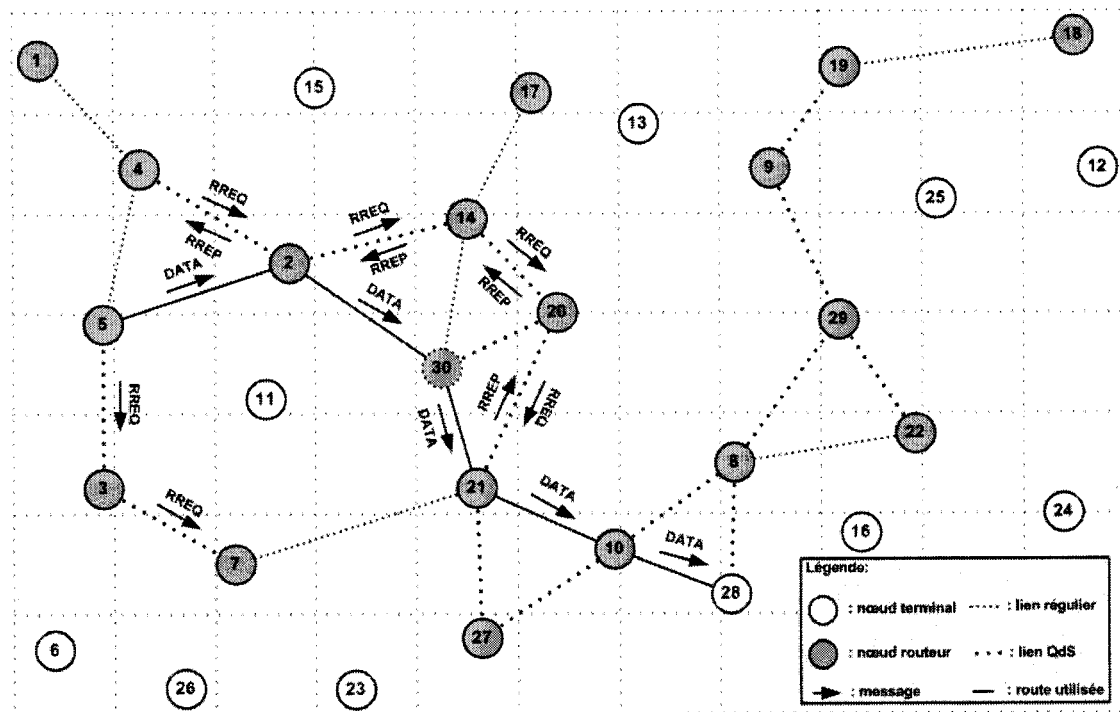 1
18
19
15
17
13
4
9
12
25
RREQ
RREP
RREQ
RREP
14
RREQ
RREP
2
DATA
DATA
5
20
29
30
RREQ
11
DATA
RREP
RREQ
22
8
3
RREQ
21
DATA
24
16
7
10
DATA
28
27
6
26
23
Légende:
: nœud terminal
: lien régulier
: nœud routeur
: lien QdS
: message
: route utilisée